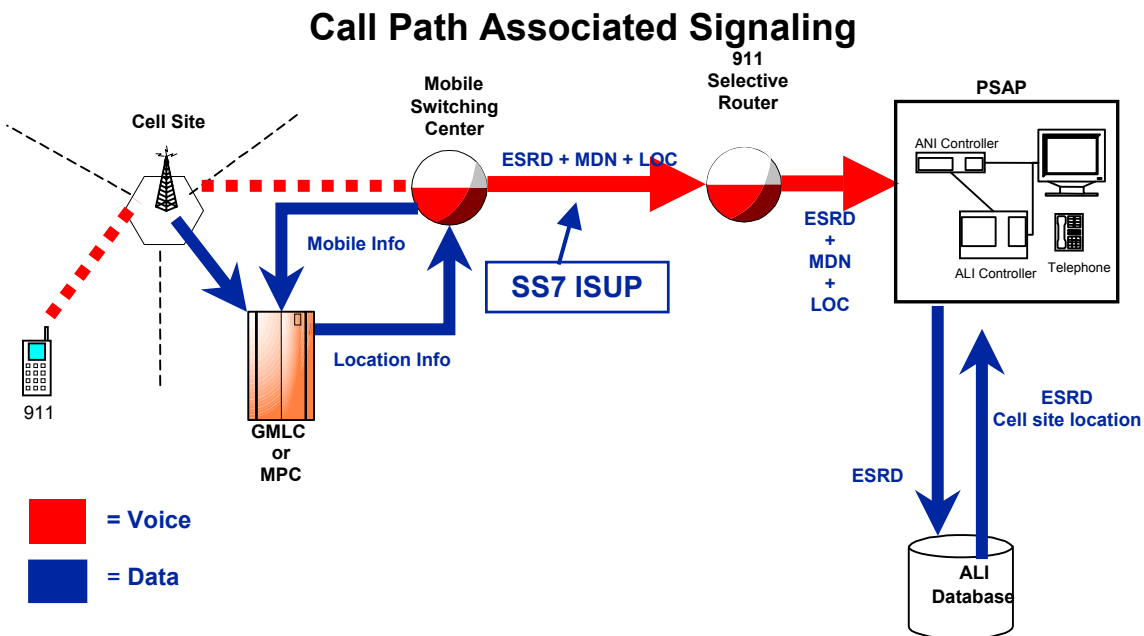 Call Path Associated Signaling
Cell Site
Mobile
Switching
Center
911
Selective
Router
PSAP
ANI Controller
ALI Controller
Telephone
ESRD + MDN + LOC
ESRD
+
MDN
+
LOC
Mobile Info
SS7 ISUP
Location Info
911
GMLC
or
MPC
ESRD
Cell site location
ESRD
ALI
Database
= Voice
= Data